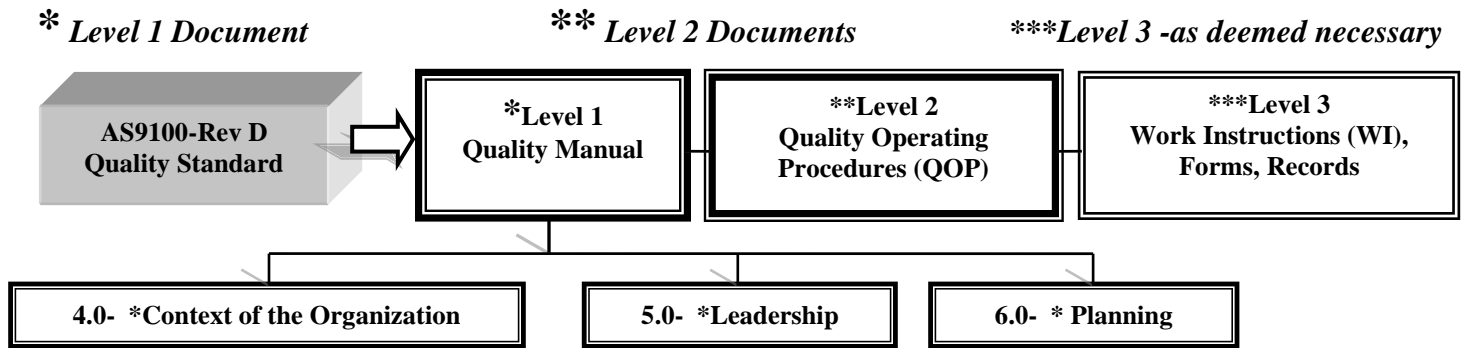 * Level 1 Document
** Level 2 Documents
***Level 3 -as deemed necessary
AS9100-Rev D
Quality Standard
*Level 1
Quality Manual
**Level 2
Quality Operating
Procedures (QOP)
***Level 3
Work Instructions (WI),
Forms, Records
4.0- *Context of the Organization
5.0- *Leadership
6.0- * Planning